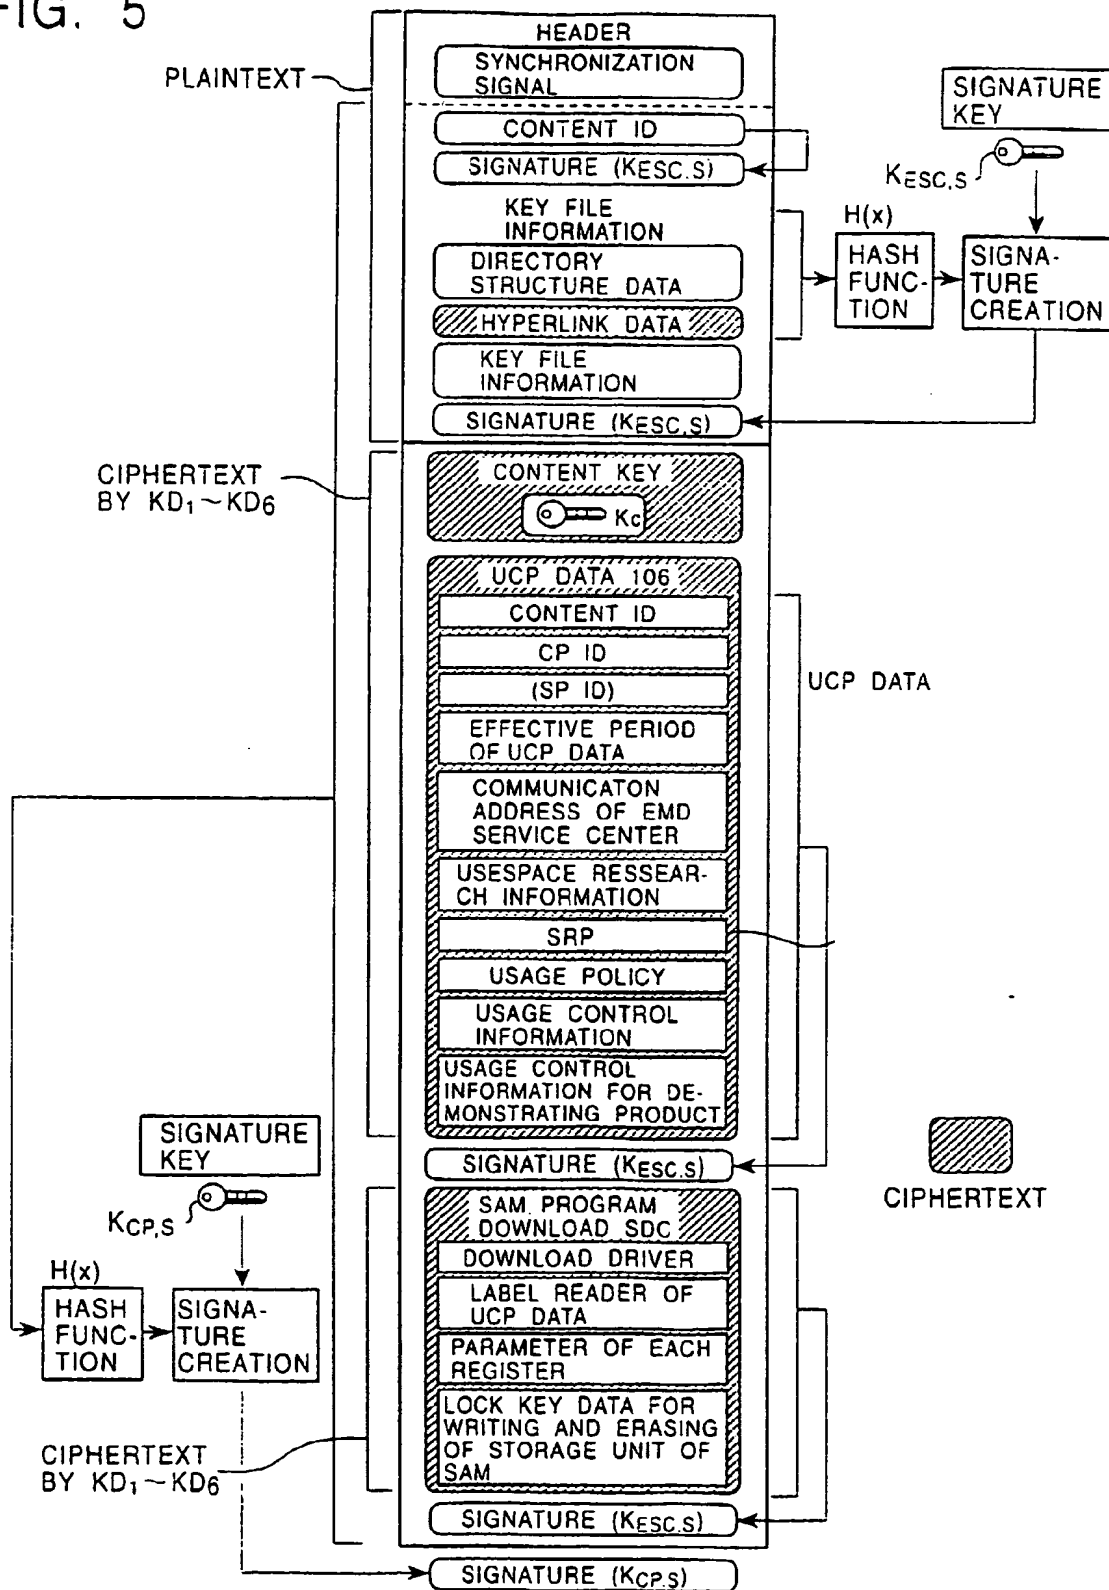 FIG. 5
HEADER
SYNCHRONIZATION
SIGNAL
PLAINTEXT
CONTENT ID
SIGNATURE (KESC.S)
SIGNATURE
KEY
KESC,S
KEY FILE
INFORMATION
DIRECTORY
STRUCTURE DATA
HYPERLINK DATA
KEY FILE
INFORMATION
SIGNATURE (KESC,S)
H(x)
HASH
FUNC-
TION
SIGNA-
TURE
CREATION
CIPHERTEXT
BY KD1~KD6
CONTENT KEY
Kc
UCP DATA 106
CONTENT ID
CP ID
(SP ID)
EFFECTIVE PERIOD
OF UCP DATA
COMMUNICATON
ADDRESS OF EMD
SERVICE CENTER
USESPACE RESSEAR-
CH INFORMATION
SRP
USAGE POLICY
USAGE CONTROL
INFORMATION
USAGE CONTROL
INFORMATION FOR DE-
MONSTRATING PRODUCT
UCP DATA
SIGNATURE (KESC.S)
CIPHERTEXT
SIGNATURE
KEY
KCP,S
H(x)
HASH
FUNC-
TION
SIGNA-
TURE
CREATION
SAM. PROGRAM
DOWNLOAD SDC
DOWNLOAD DRIVER
LABEL READER OF
UCP DATA
PARAMETER OF EACH
REGISTER
LOCK KEY DATA FOR
WRITING AND ERASING
OF STORAGE UNIT OF
SAM
CIPHERTEXT
BY KD1~KD6
SIGNATURE (KESC.S)
SIGNATURE (KCP.S)